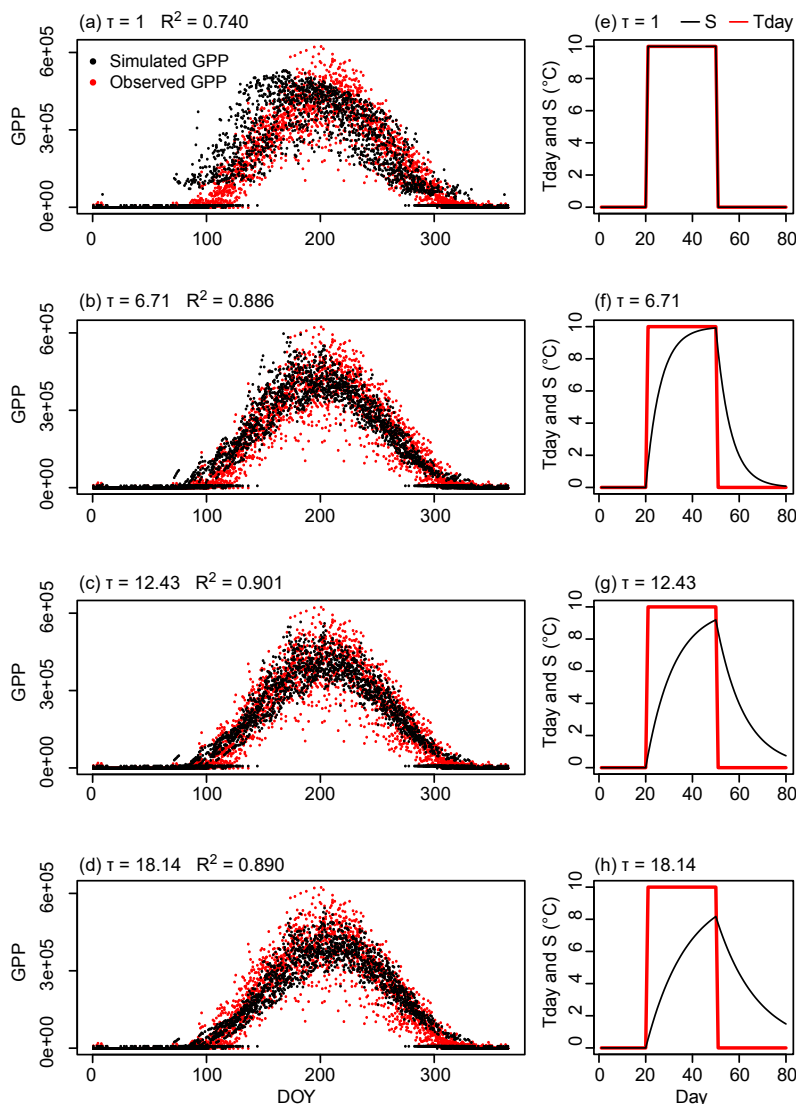 (a) τ = 1 R² = 0.740
Simulated GPP
Observed GPP
GPP
0e+00 3e+05 6e+05
0 100 200 300
(e) τ = 1 S Tday
Tday and S (°C)
0 2 4 6 8 10
0 20 40 60 80
(b) τ = 6.71 R² = 0.886
GPP
0e+00 3e+05 6e+05
0 100 200 300
(f) τ = 6.71
Tday and S (°C)
0 2 4 6 8 10
0 20 40 60 80
(c) τ = 12.43 R² = 0.901
GPP
0e+00 3e+05 6e+05
0 100 200 300
(g) τ = 12.43
Tday and S (°C)
0 2 4 6 8 10
0 20 40 60 80
(d) τ = 18.14 R² = 0.890
GPP
0e+00 3e+05 6e+05
0 100 200 300
DOY
(h) τ = 18.14
Tday and S (°C)
0 2 4 6 8 10
0 20 40 60 80
Day